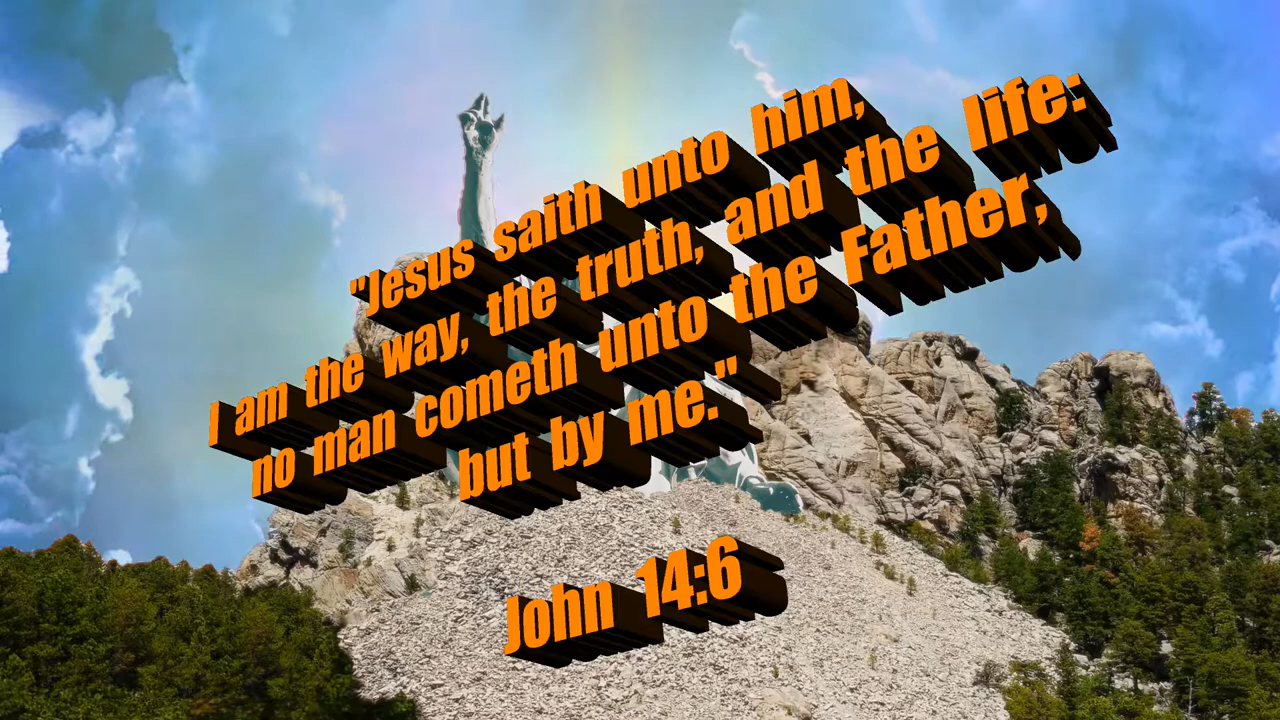 "Jesus saith unto him,
I am the way, the truth, and the life:
no man cometh unto the Father,
but by me."
John 14:6